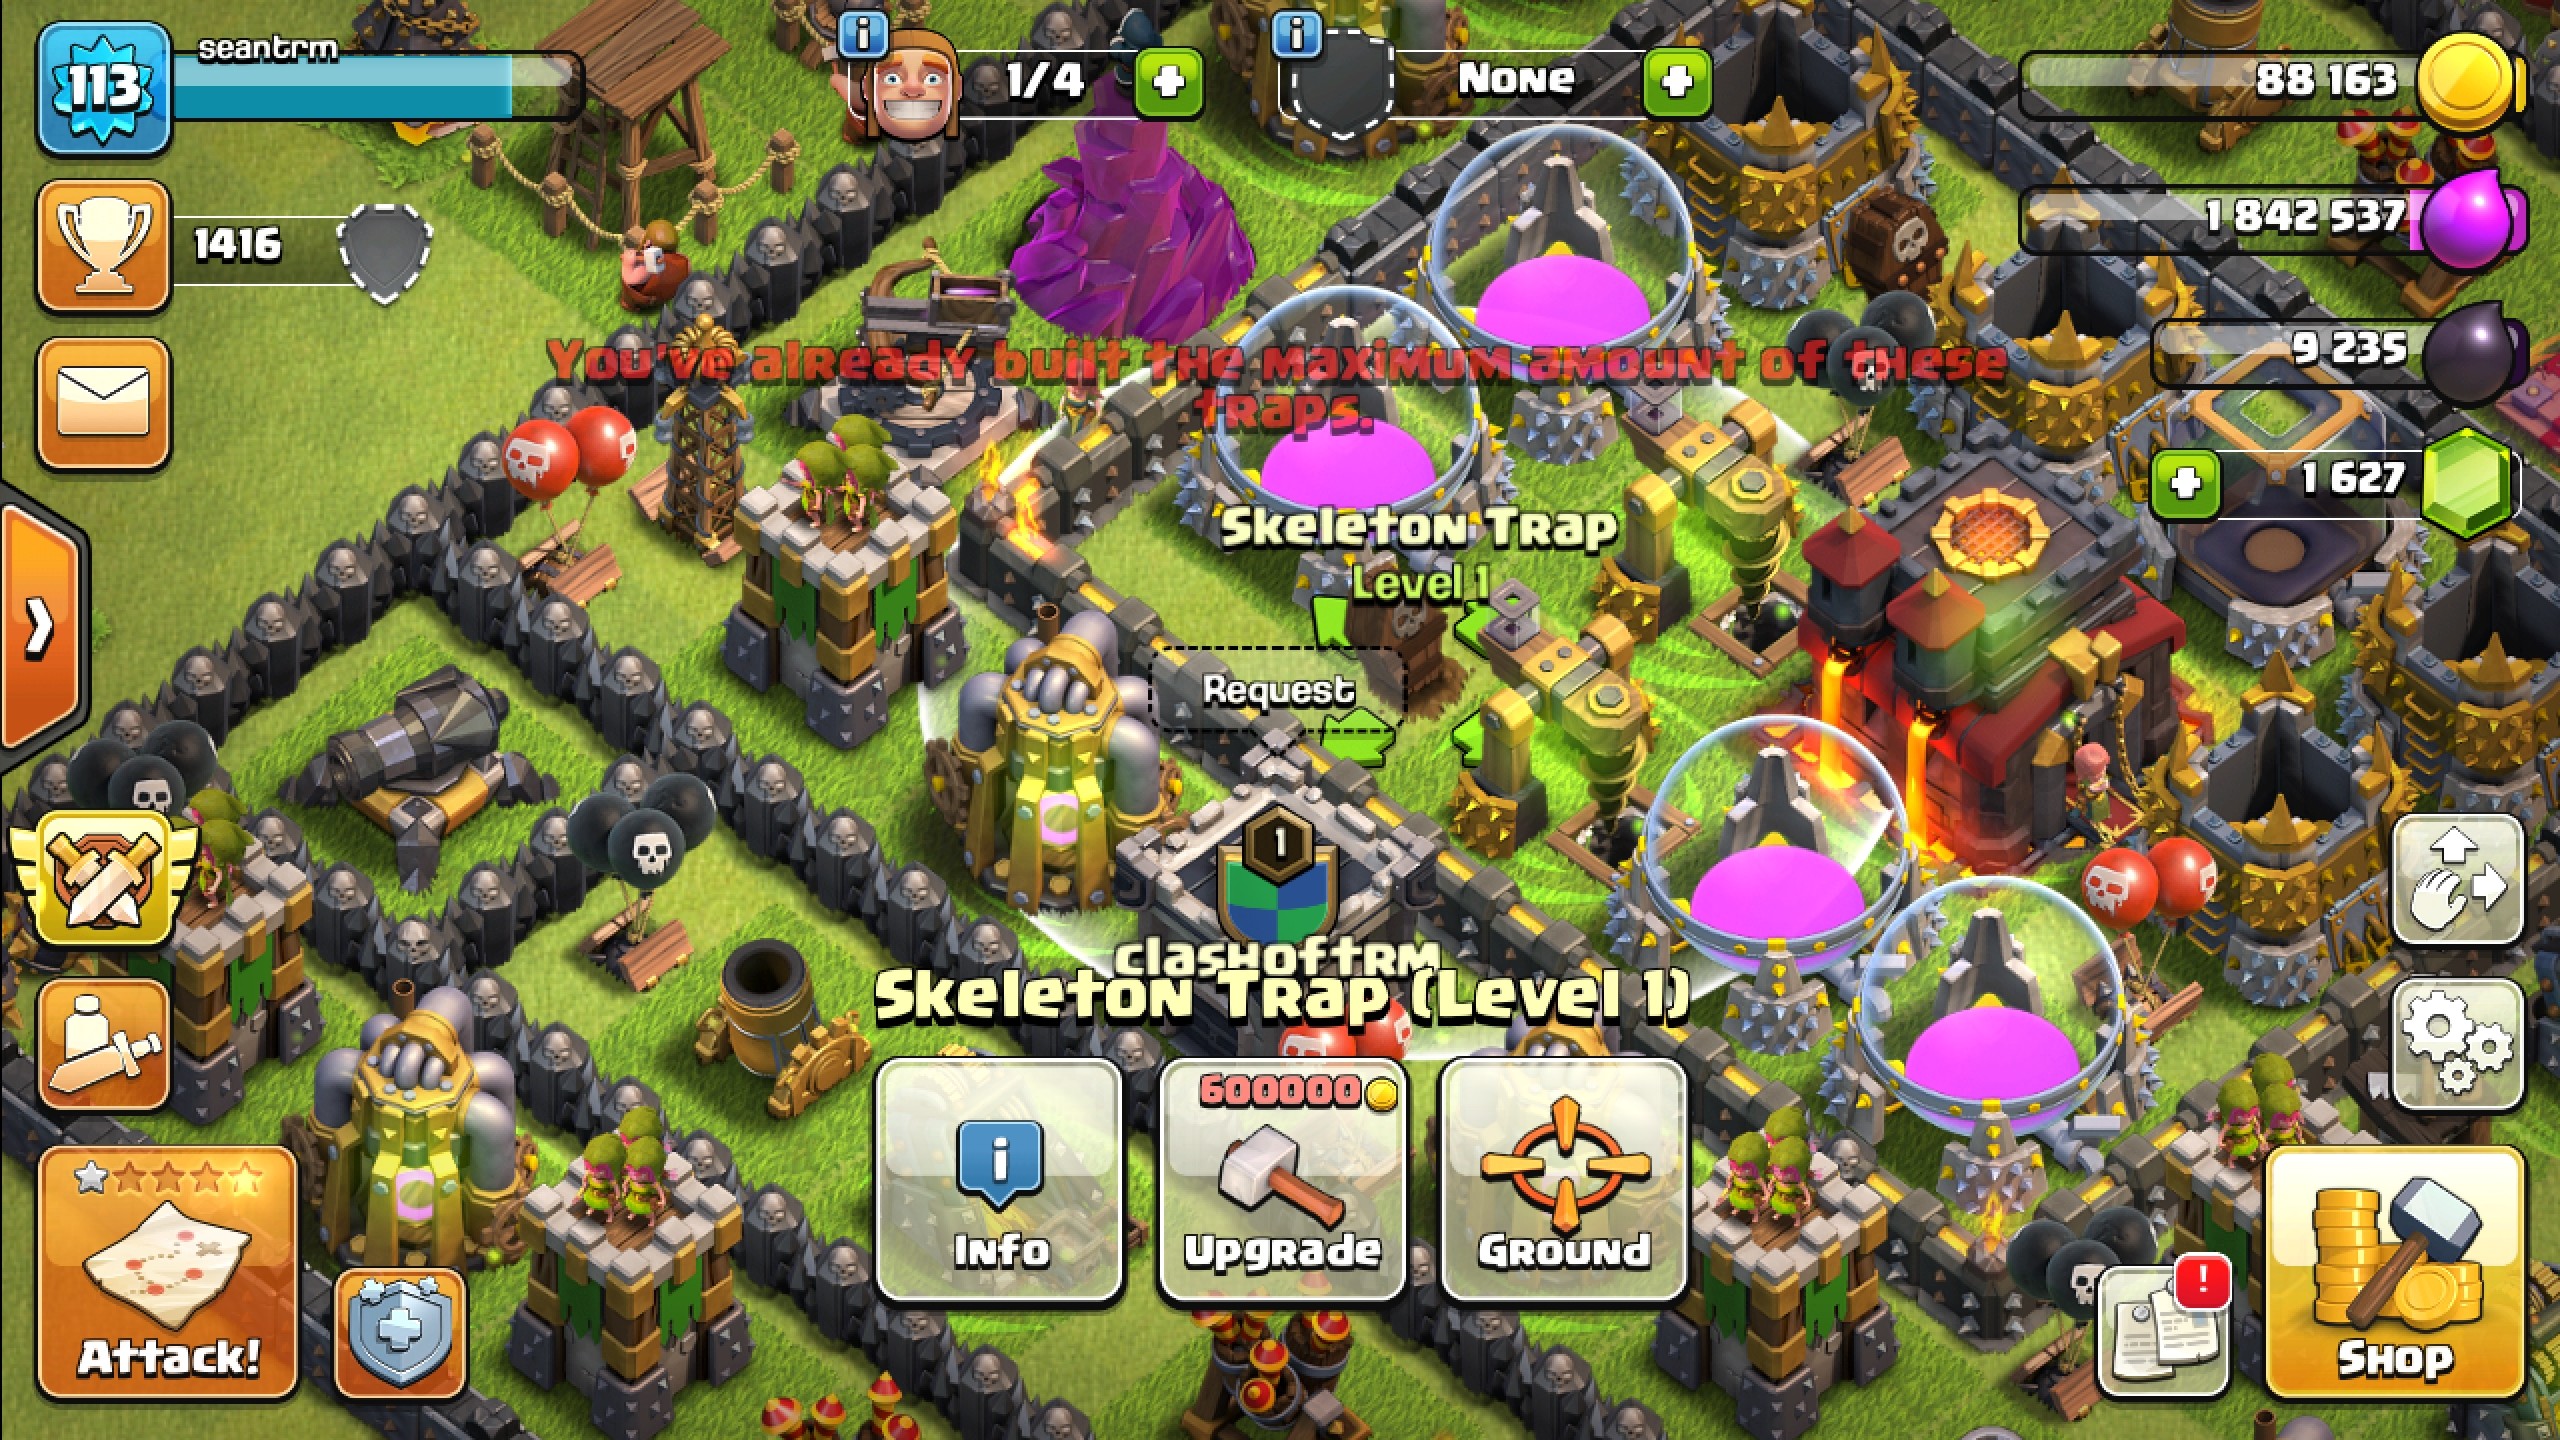 113
seantrm
1/4
None
88 163
1416
1 842 537
9 235
You've already built the maximum amount of these
traps.
1 627
Skeleton Trap
Level 1
Request
1
clashoftrm
Skeleton Trap (Level 1)
600000
Info
Upgrade
Ground
Attack!
!
Shop